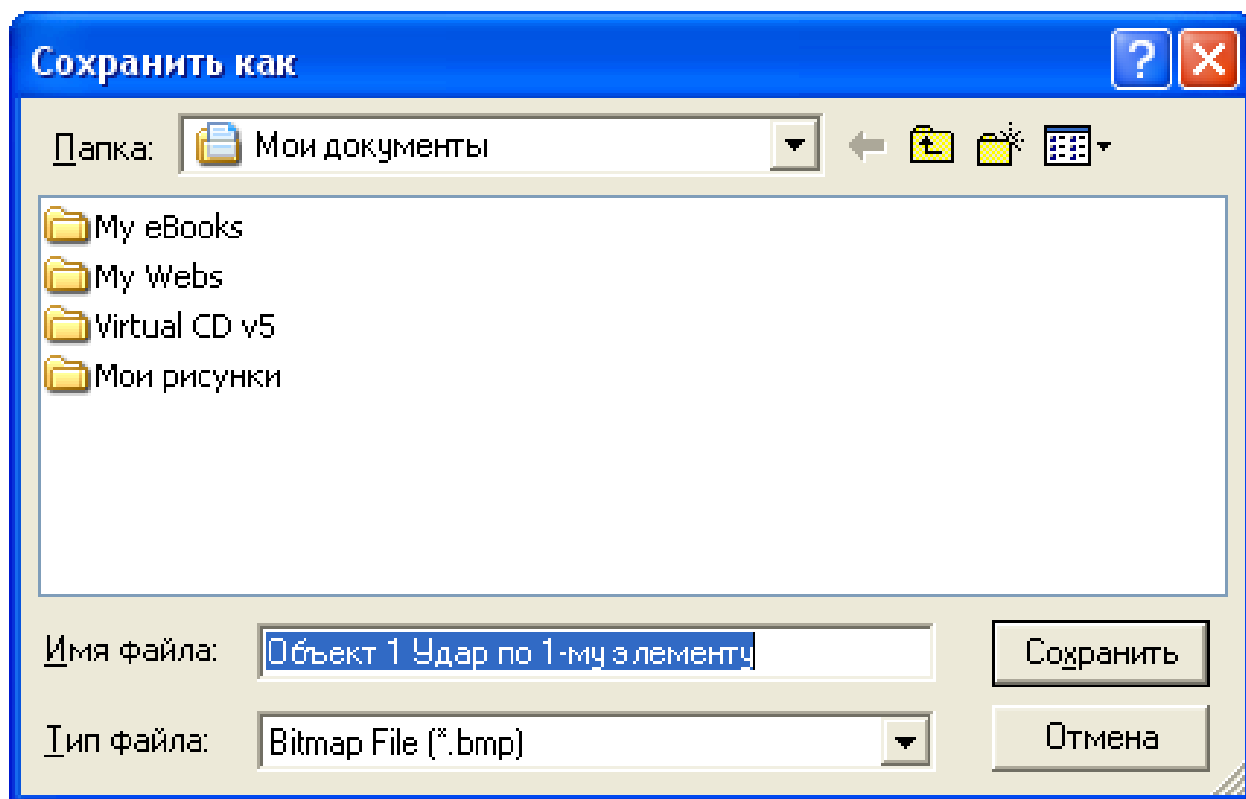 Сохранить как
Папка: Мои документы
My eBooks
My Webs
Virtual CD v5
Мои рисунки
Имя файла: Объект 1 Удар по 1-му элементу Сохранить
Тип файла: Bitmap File (*.bmp) Отмена